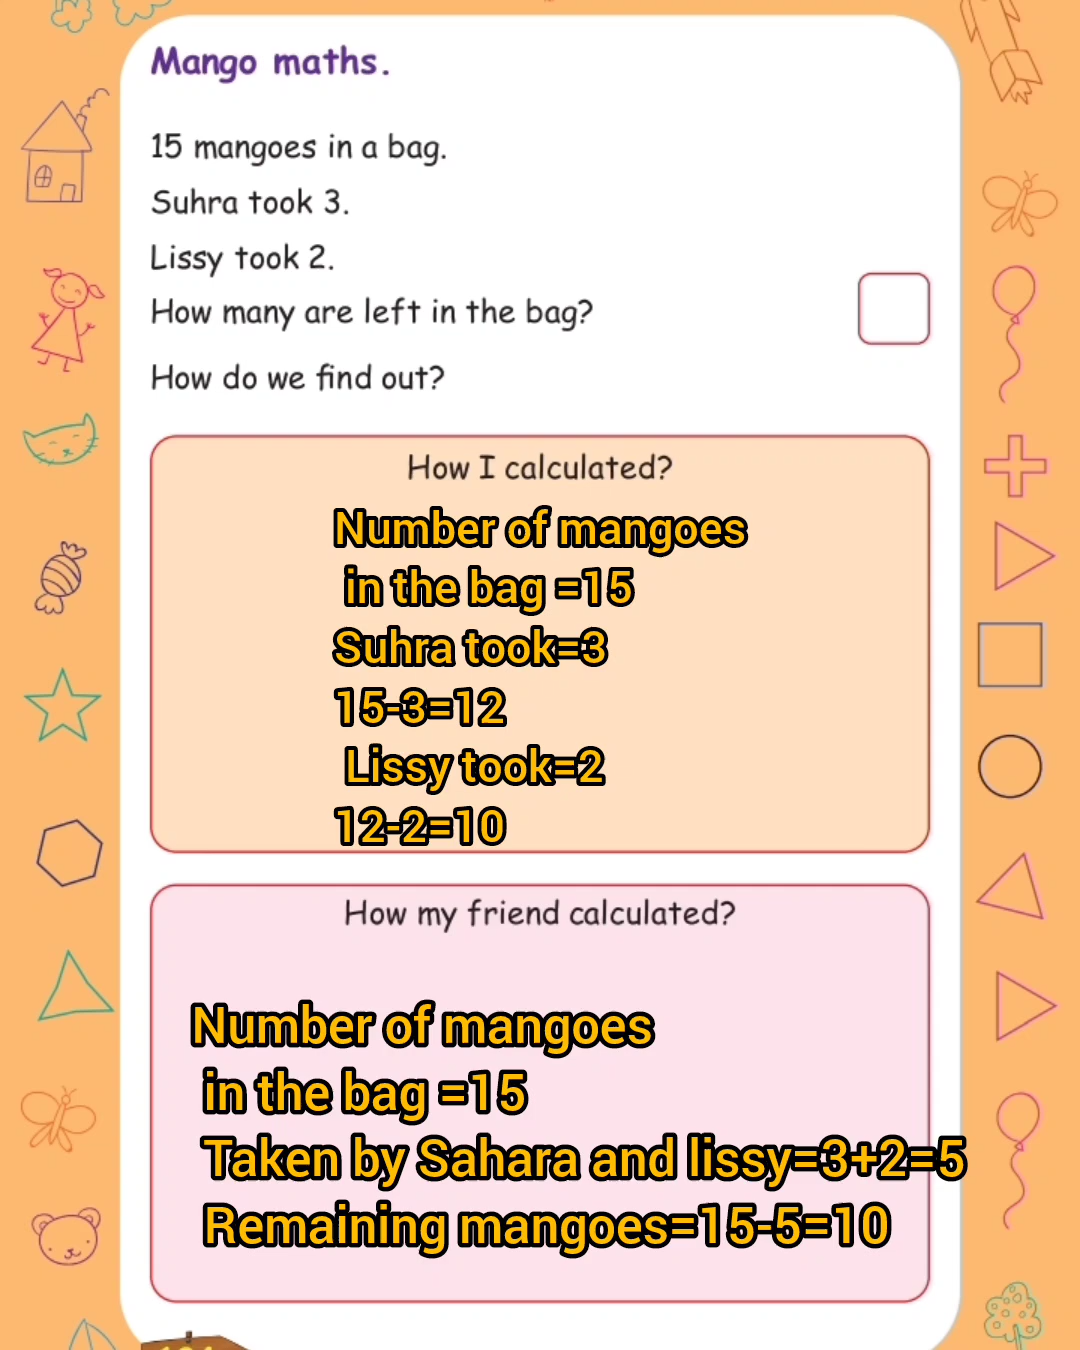 Mango maths.
15 mangoes in a bag.
Suhra took 3.
Lissy took 2.
How many are left in the bag?
How do we find out?
How I calculated?
Number of mangoes
in the bag =15
Suhra took=3
15-3=12
Lissy took=2
12-2=10
How my friend calculated?
Number of mangoes
in the bag =15
Taken by Sahara and lissy=3+2=5
Remaining mangoes=15-5=10